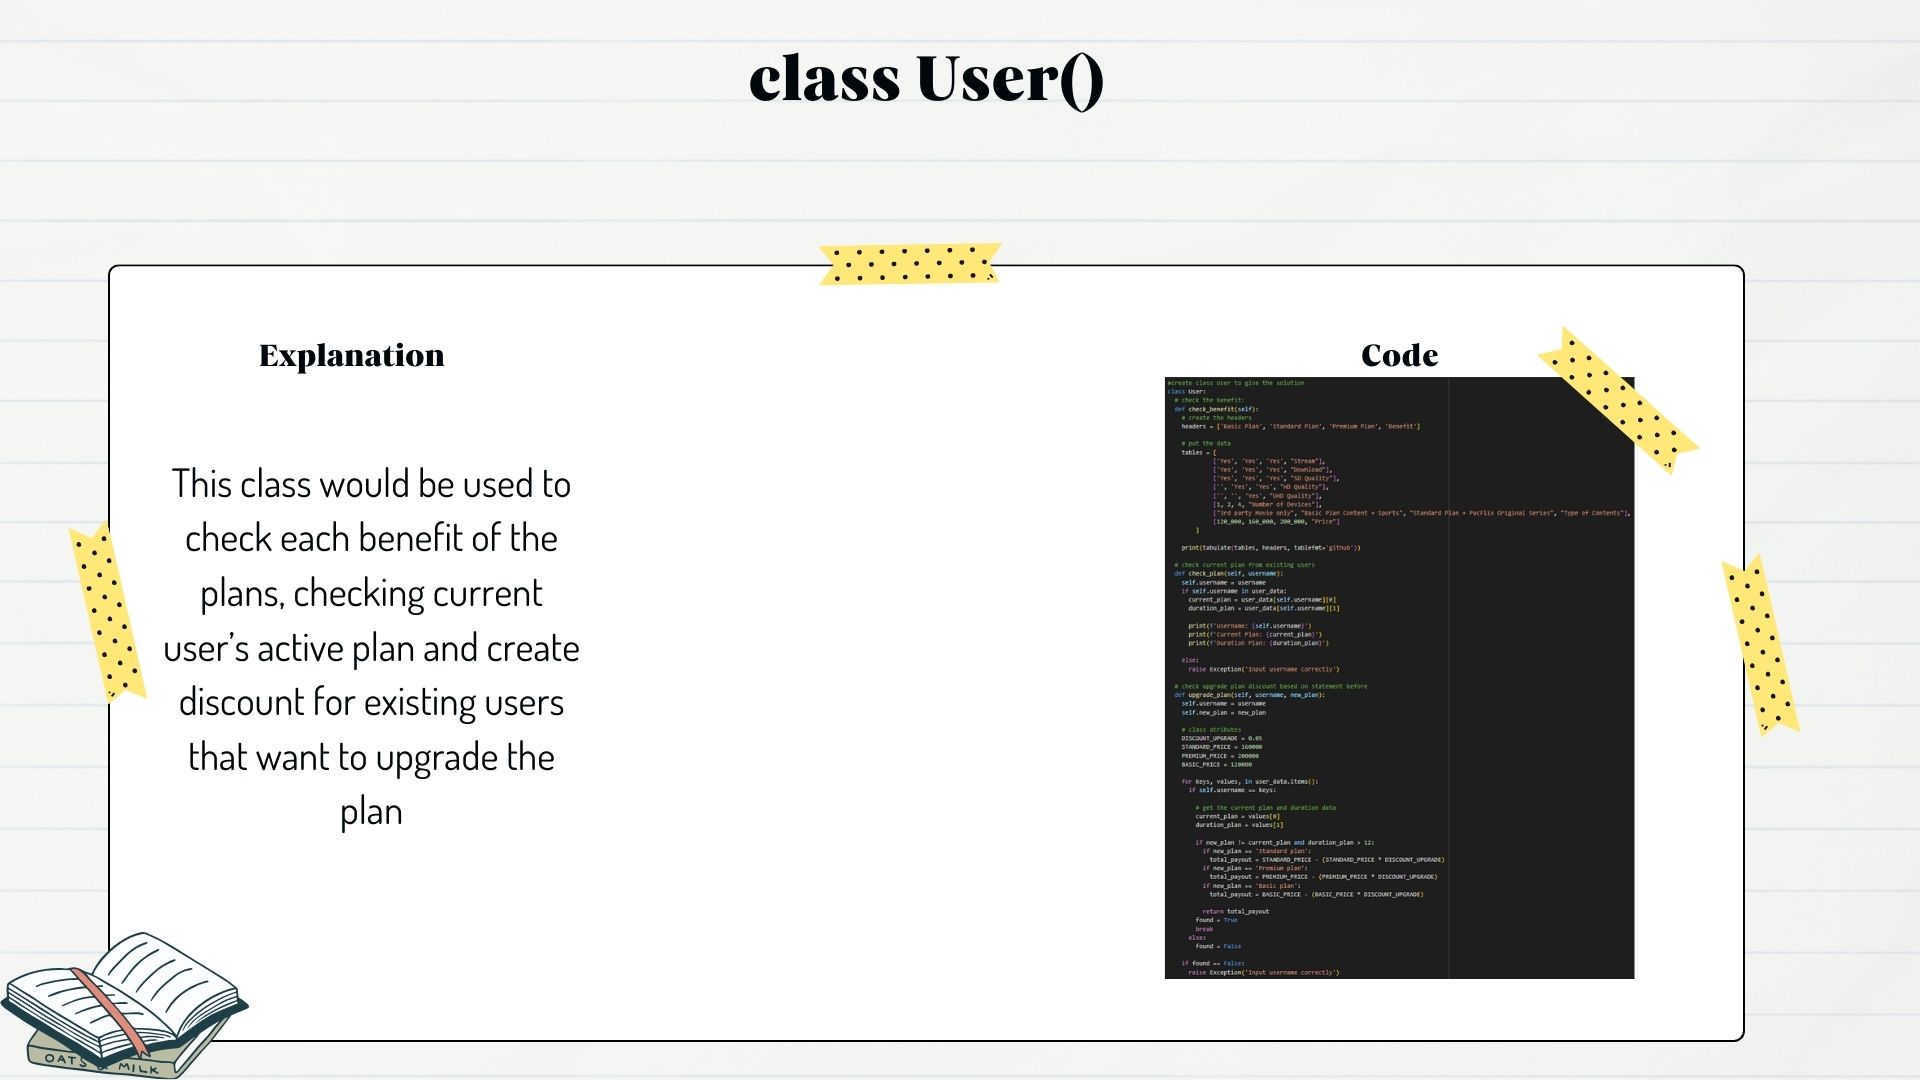 class User()
Explanation
This class would be used to
check each benefit of the
plans, checking current
user’s active plan and create
discount for existing users
that want to upgrade the
plan
Code
#create class User to give the solution
class User:
# check the benefit:
def check_benefit(self):
# create the headers
headers = ['Basic Plan', 'Standard Plan', 'Premium Plan', 'Benefit']
# put the data
tables = [
['Yes', 'Yes', 'Yes', "Stream"],
['Yes', 'Yes', 'Yes', "Download"],
['Yes', 'Yes', 'Yes', "SD Quality"],
['', 'Yes', 'Yes', "HD Quality"],
['', '', 'Yes', "UHD Quality"],
[1, 2, 4, "Number of Devices"],
["3rd party Movie only", "Basic Plan Content + Sports", "Standard Plan + PacFlix Original Series", "Type of Contents"],
[120_000, 160_000, 200_000, "Price"]
]
print(tabulate(tables, headers, tablefmt='github'))
# check current plan from existing users
def check_plan(self, username):
self.username = username
if self.username in user_data:
current_plan = user_data[self.username][0]
duration_plan = user_data[self.username][1]
print(f'Username: {self.username}')
print(f'Current Plan: {current_plan}')
print(f'Duration Plan: {duration_plan}')
else:
raise Exception('Input username correctly')
# check upgrade plan discount based on statement before
def upgrade_plan(self, username, new_plan):
self.username = username
self.new_plan = new_plan
# class atributes
DISCOUNT_UPGRADE = 0.05
STANDARD_PRICE = 160000
PREMIUM_PRICE = 200000
BASIC_PRICE = 120000
for keys, values, in user_data.items():
if self.username == keys:
# get the current plan and duration data
current_plan = values[0]
duration_plan = values[1]
if new_plan != current_plan and duration_plan > 12:
if new_plan == 'Standard plan':
total_payout = STANDARD_PRICE - (STANDARD_PRICE * DISCOUNT_UPGRADE)
if new_plan == 'Premium plan':
total_payout = PREMIUM_PRICE - (PREMIUM_PRICE * DISCOUNT_UPGRADE)
if new_plan == 'Basic plan':
total_payout = BASIC_PRICE - (BASIC_PRICE * DISCOUNT_UPGRADE)
return total_payout
found = True
break
else:
found = False
if found == False:
raise Exception('Input username correctly')
OATS & MILK